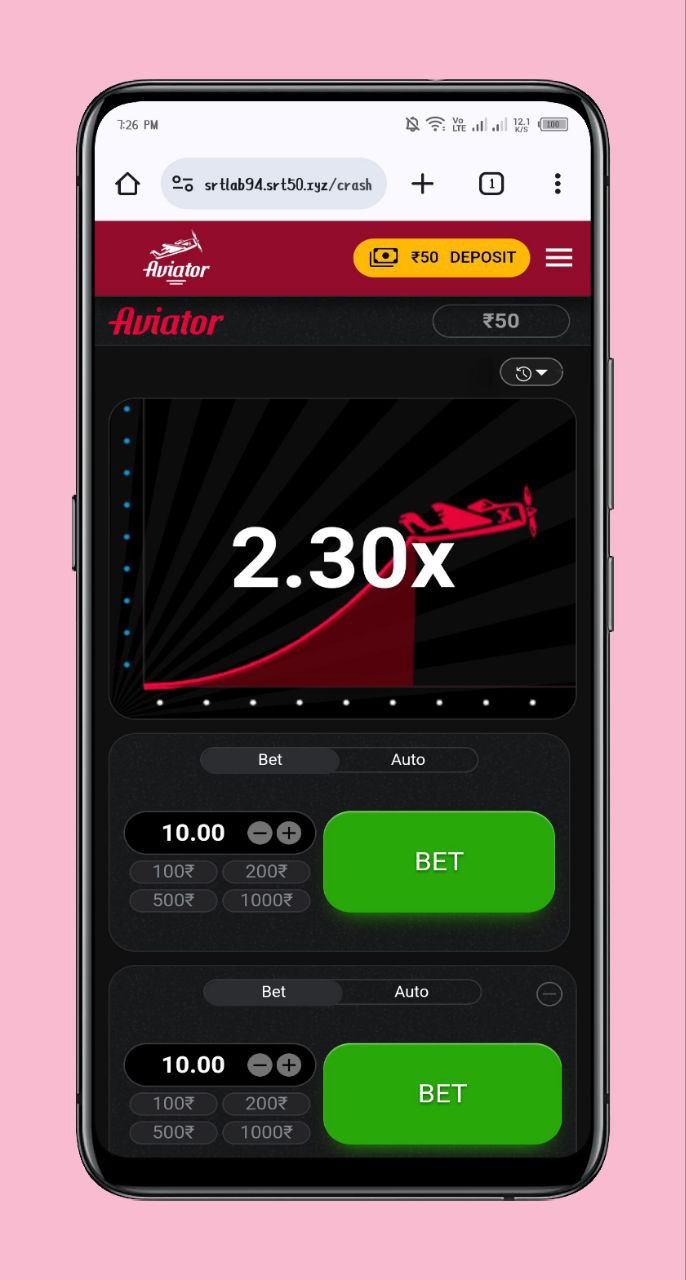 7:26 PM Vo LTE 12.1 K/S 100
srtlab94.srt50.xyz/crash 1
Aviator ₹50 DEPOSIT
Aviator ₹50
X
2.30x
Bet Auto
10.00
BET
100₹ 200₹
500₹ 1000₹
Bet Auto
10.00
BET
100₹ 200₹
500₹ 1000₹